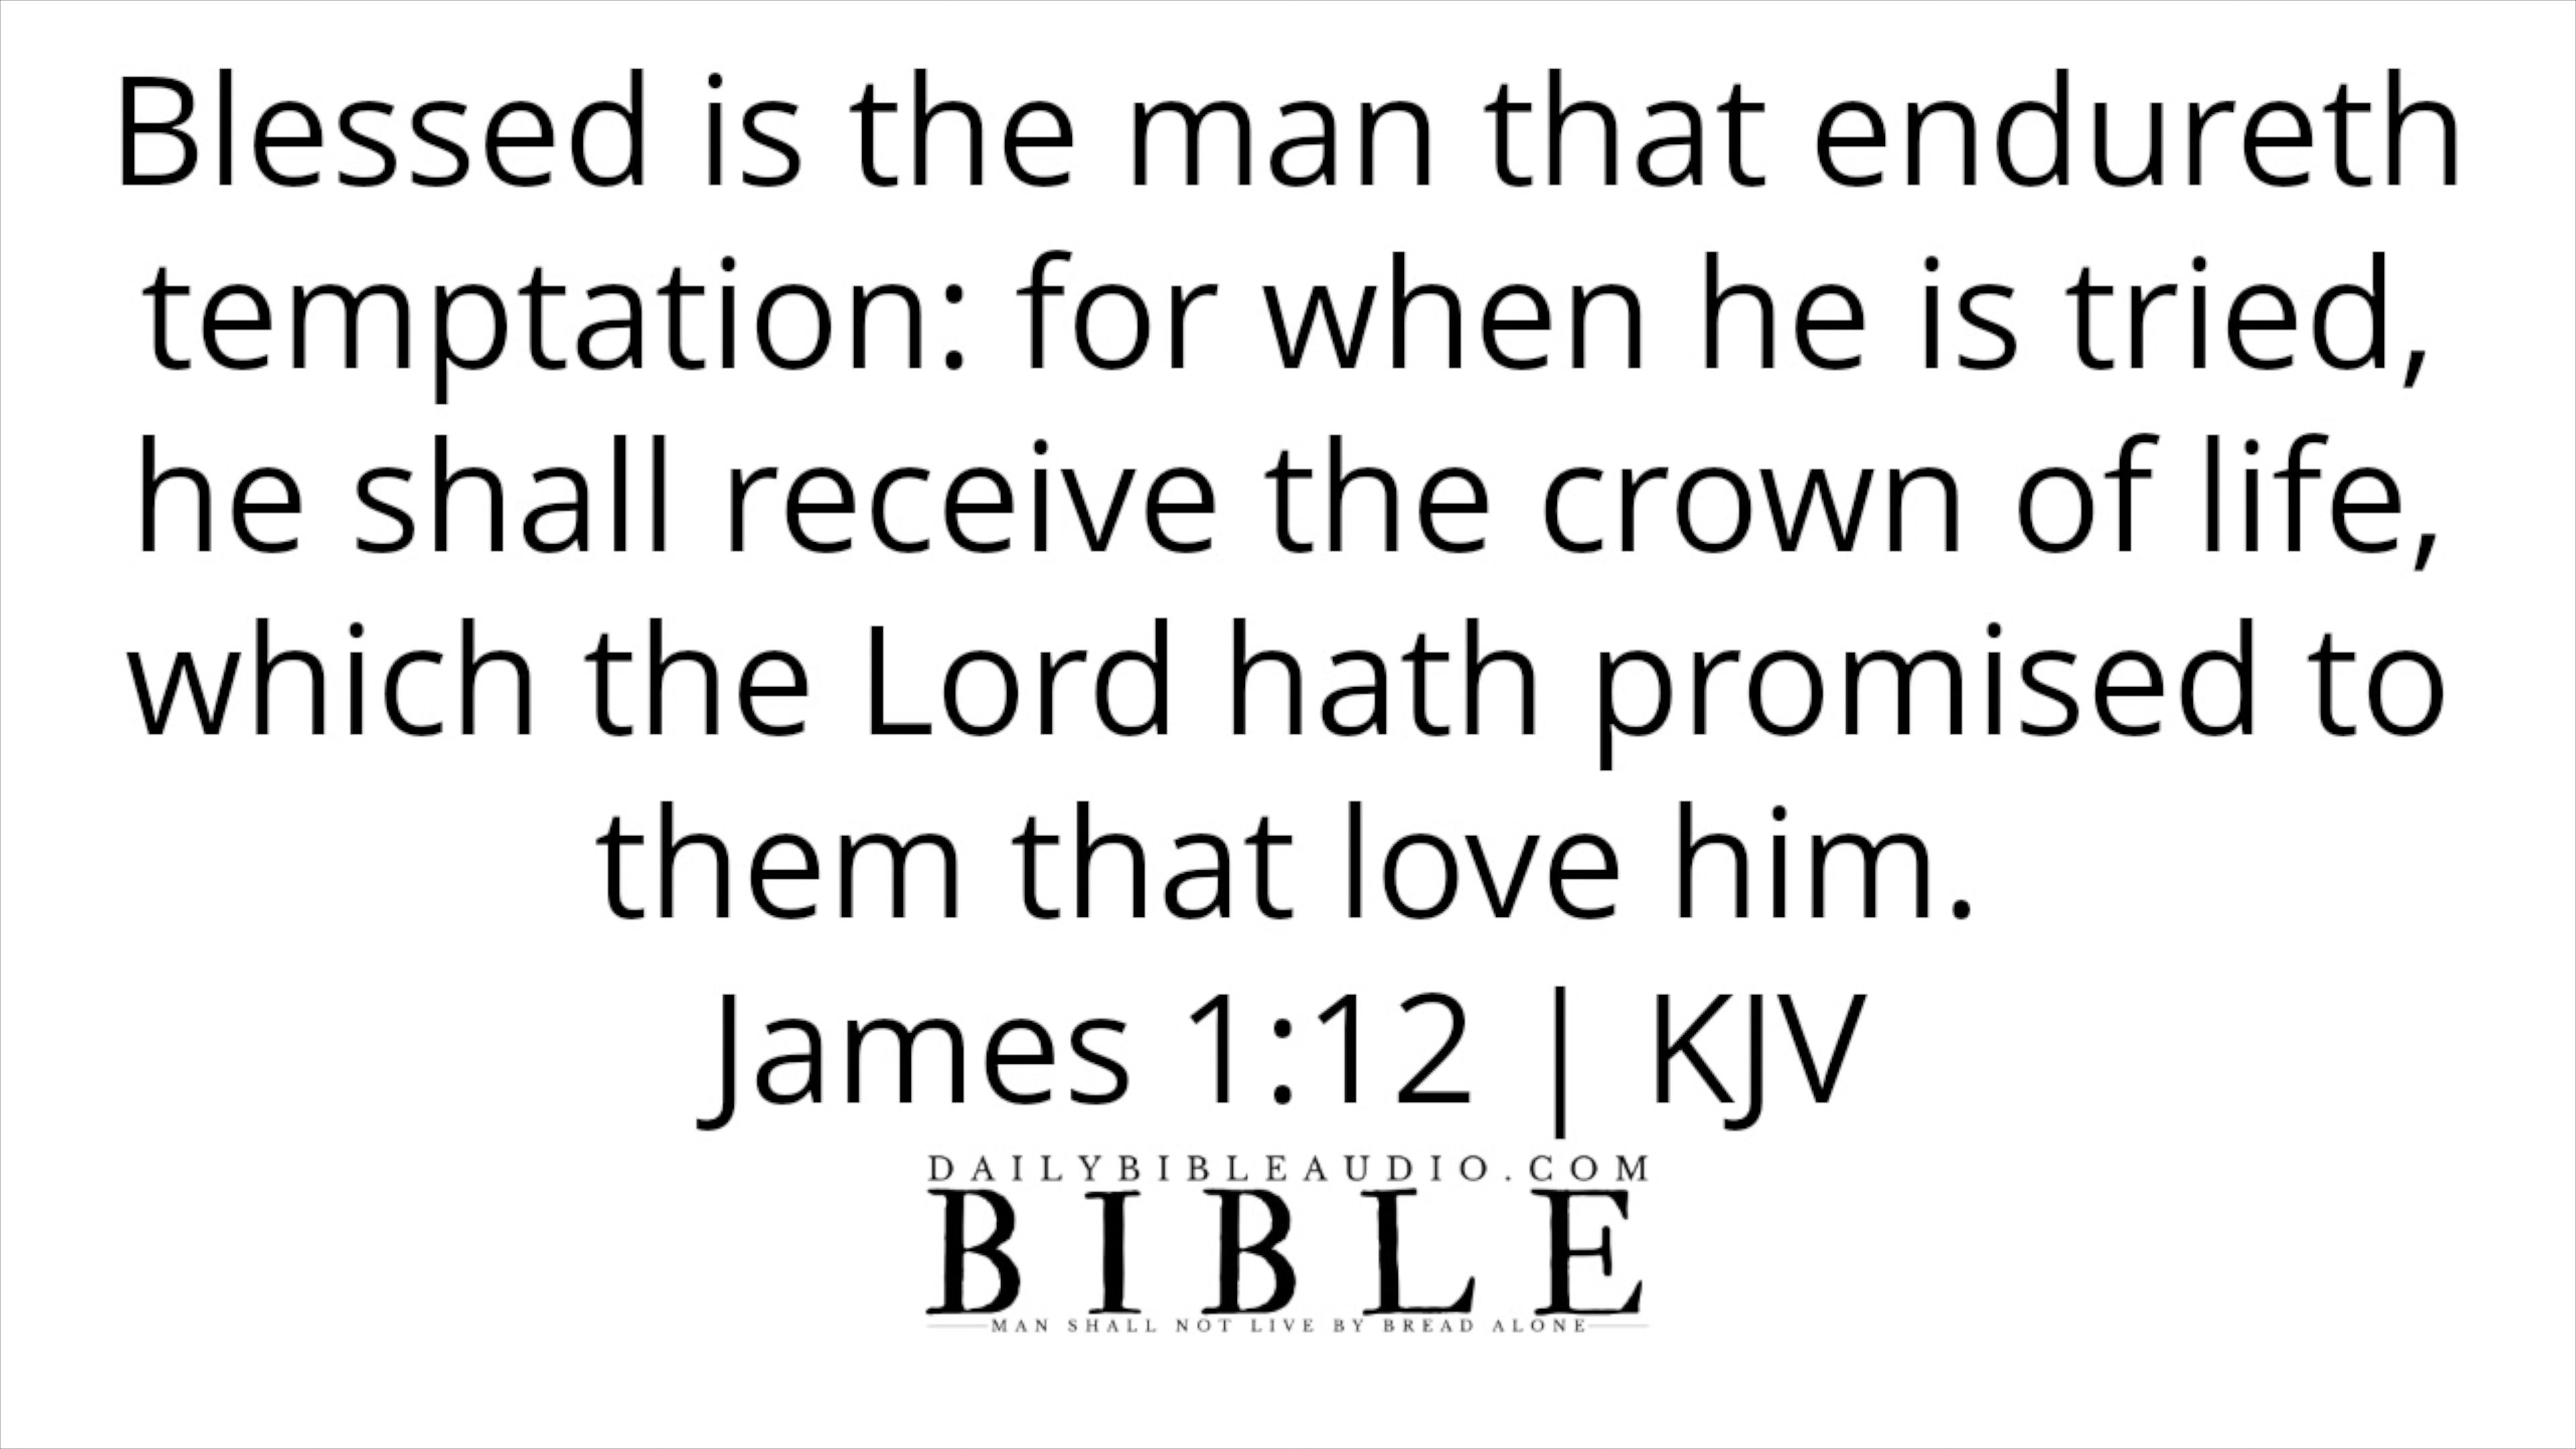 Blessed is the man that endureth
temptation: for when he is tried,
he shall receive the crown of life,
which the Lord hath promised to
them that love him.
James 1:12 | KJV
DAILYBIBLEAUDIO.COM
BIBLE
MAN SHALL NOT LIVE BY BREAD ALONE